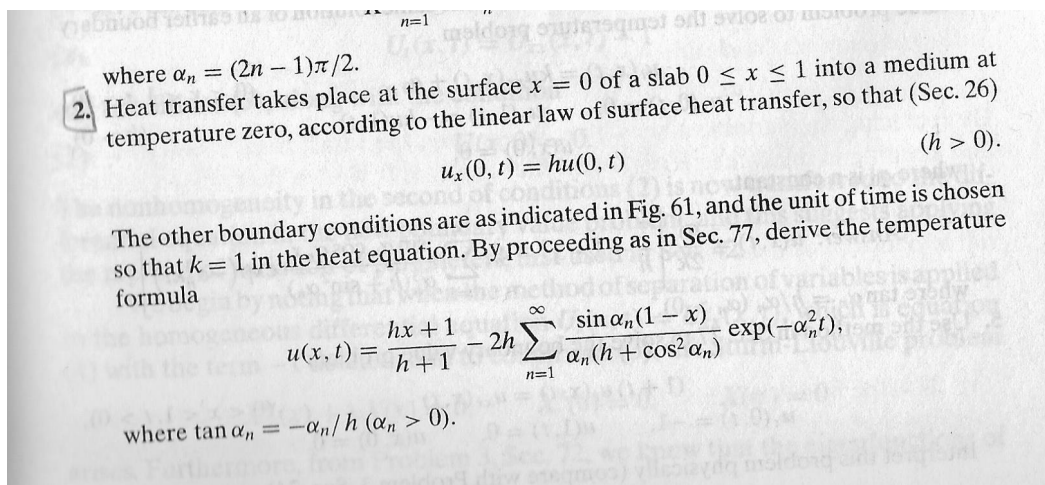 n=1
where αₙ = (2n − 1)π/2.
2. Heat transfer takes place at the surface x = 0 of a slab 0 ≤ x ≤ 1 into a medium at
temperature zero, according to the linear law of surface heat transfer, so that (Sec. 26)
uₓ(0, t) = hu(0, t) (h > 0).
The other boundary conditions are as indicated in Fig. 61, and the unit of time is chosen
so that k = 1 in the heat equation. By proceeding as in Sec. 77, derive the temperature
formula
u(x, t) = (hx + 1)/(h + 1) − 2h ∑_{n=1}^{∞} [sin αₙ(1 − x)]/[αₙ(h + cos² αₙ)] exp(−αₙ²t),
where tan αₙ = −αₙ/h (αₙ > 0).